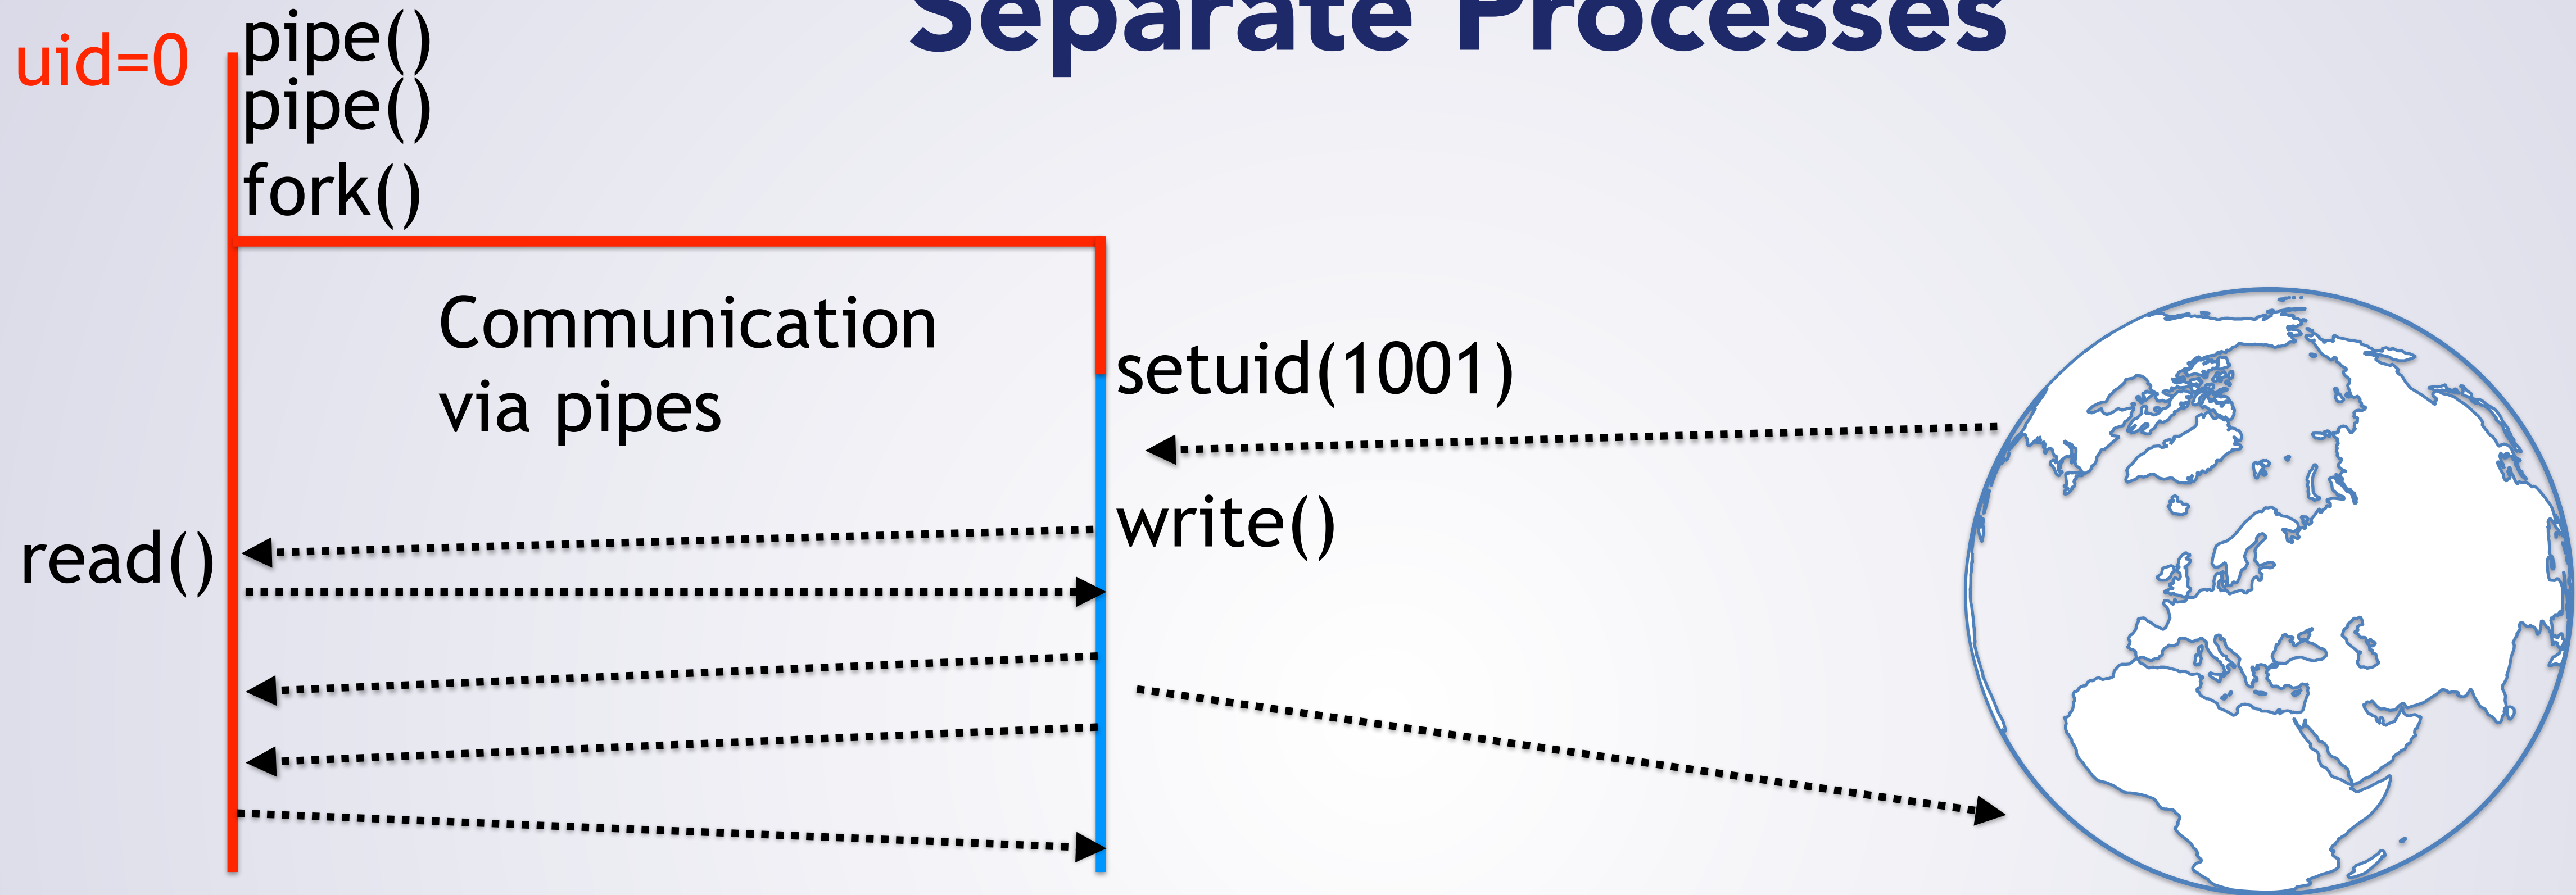 Separate Processes
uid=0
pipe()
pipe()
fork()
Communication
via pipes
setuid(1001)
write()
read()